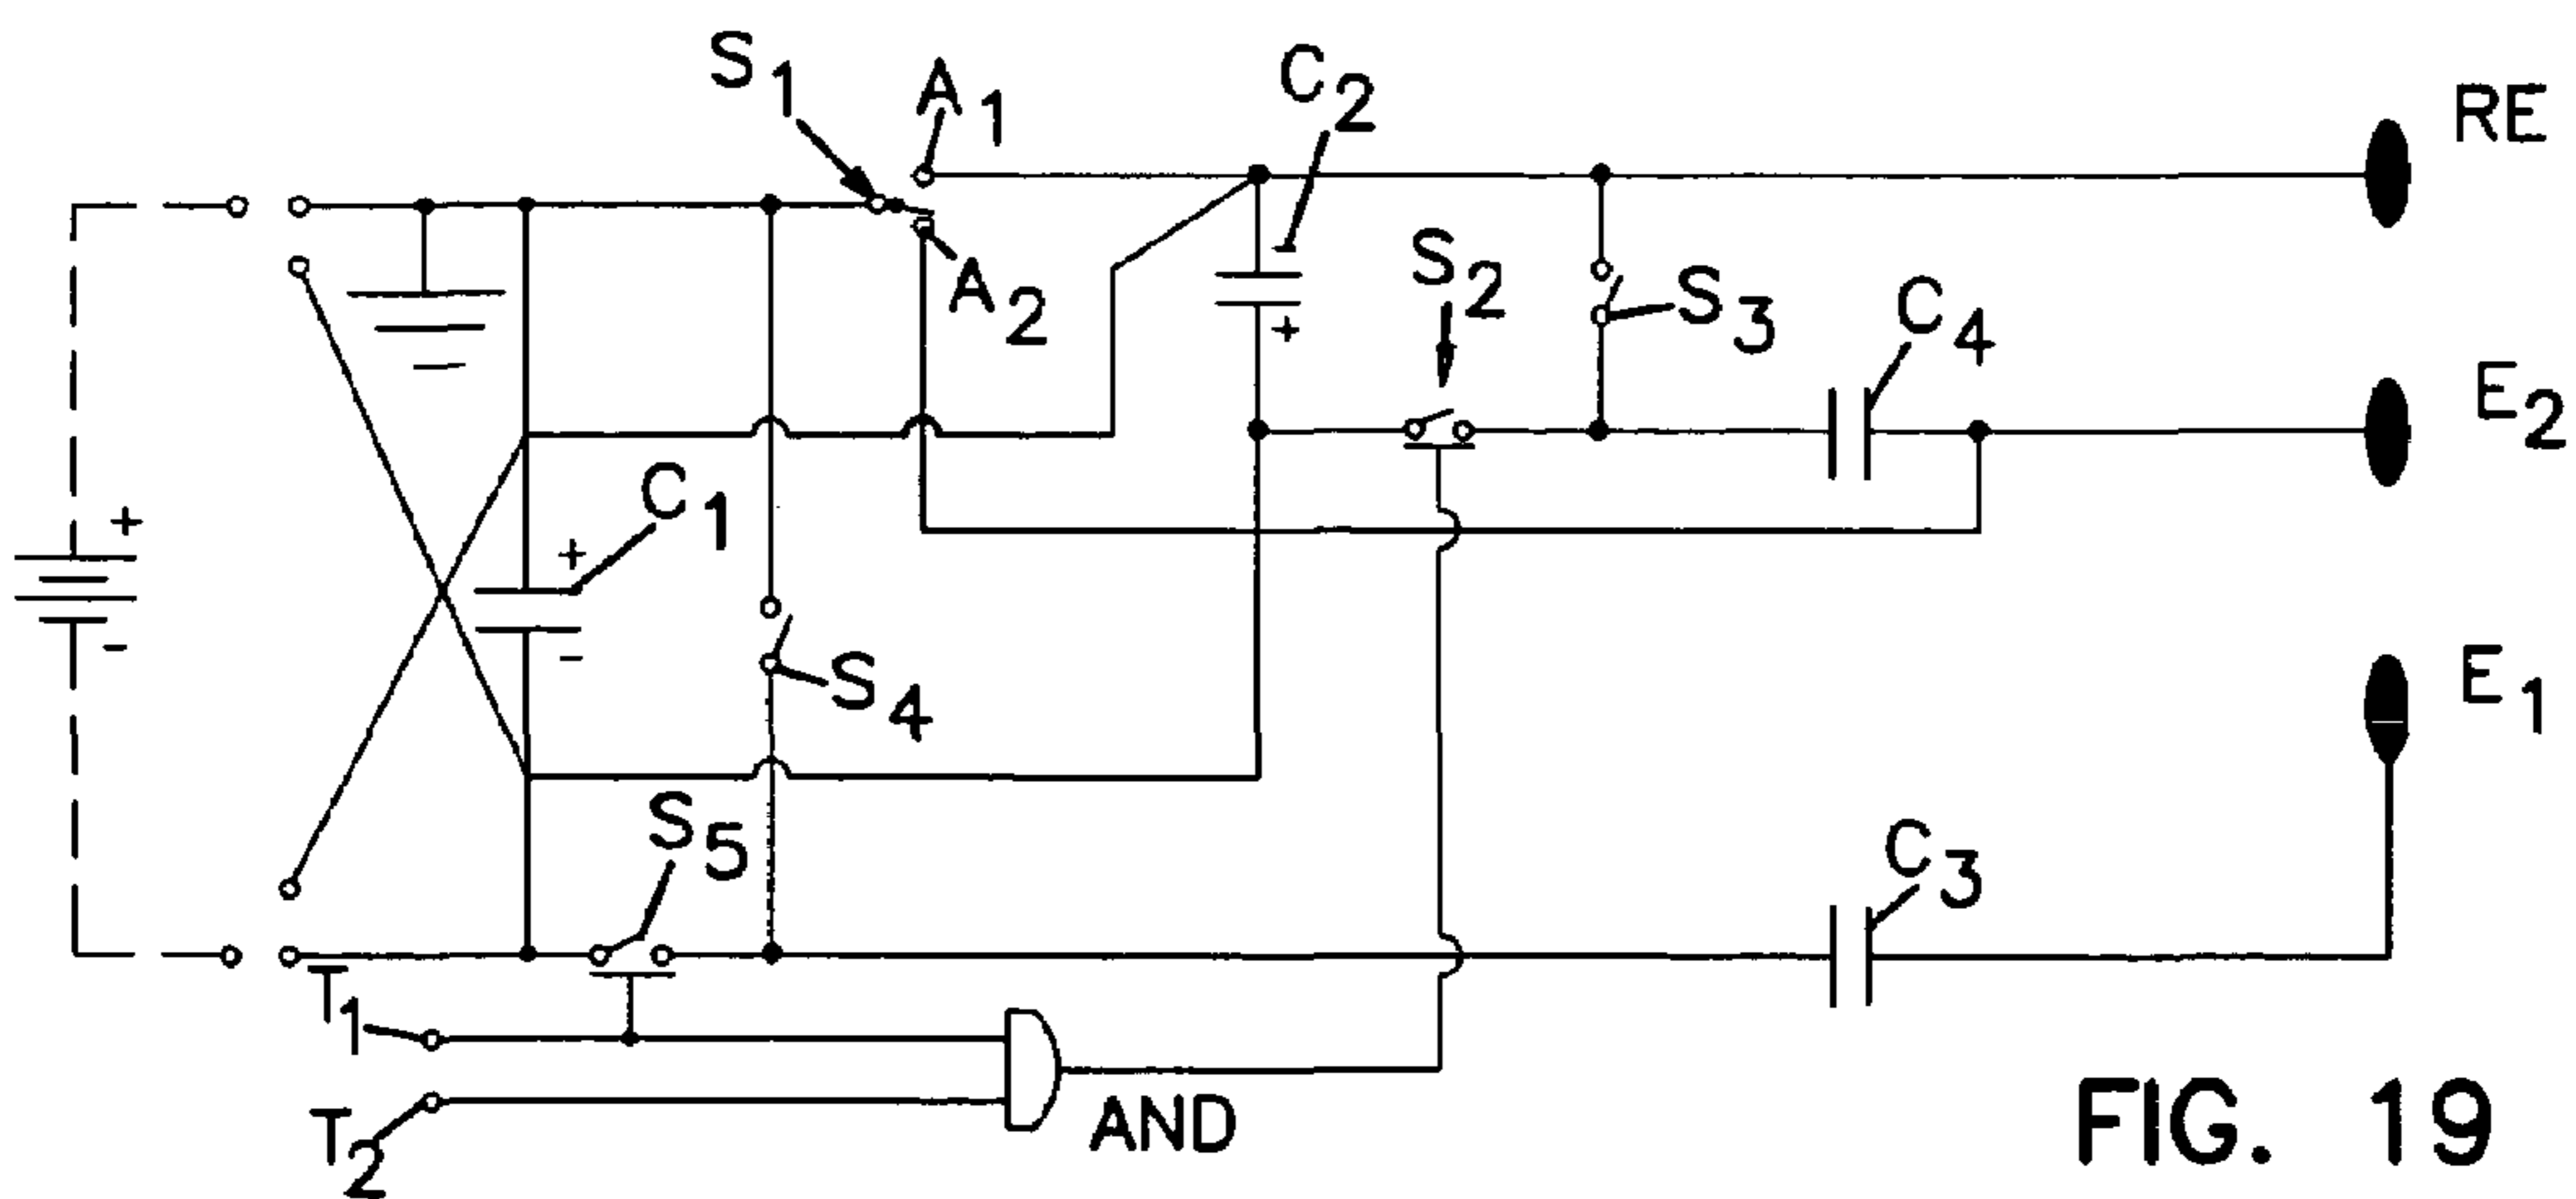 S1
A1
C2
RE
A2
S2
S3
C4
E2
+
-
+
-
+
C1
+
-
S4
E1
S5
C3
T1
T2
AND
FIG. 19